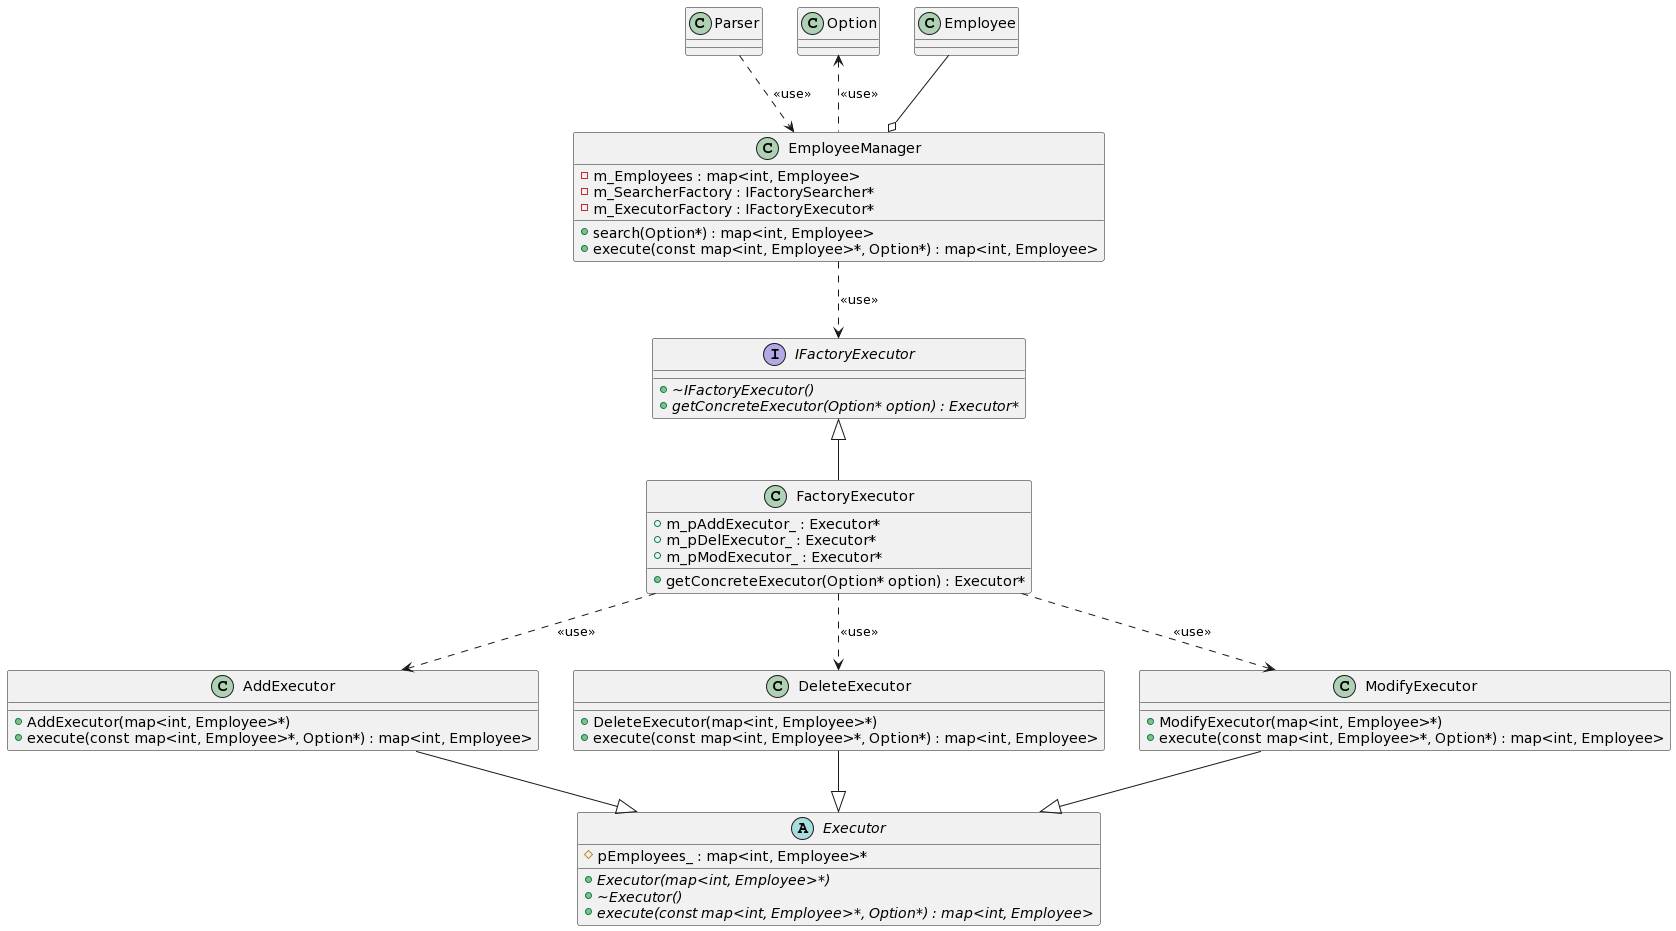 C Parser
C Option
C Employee
«use»
«use»
C EmployeeManager
m_Employees : map<int, Employee>
m_SearcherFactory : IFactorySearcher*
m_ExecutorFactory : IFactoryExecutor*
search(Option*) : map<int, Employee>
execute(const map<int, Employee>*, Option*) : map<int, Employee>
«use»
I IFactoryExecutor
~IFactoryExecutor()
getConcreteExecutor(Option* option) : Executor*
C FactoryExecutor
m_pAddExecutor_ : Executor*
m_pDelExecutor_ : Executor*
m_pModExecutor_ : Executor*
getConcreteExecutor(Option* option) : Executor*
«use»
«use»
«use»
C AddExecutor
AddExecutor(map<int, Employee>*)
execute(const map<int, Employee>*, Option*) : map<int, Employee>
C DeleteExecutor
DeleteExecutor(map<int, Employee>*)
execute(const map<int, Employee>*, Option*) : map<int, Employee>
C ModifyExecutor
ModifyExecutor(map<int, Employee>*)
execute(const map<int, Employee>*, Option*) : map<int, Employee>
A Executor
pEmployees_ : map<int, Employee>*
Executor(map<int, Employee>*)
~Executor()
execute(const map<int, Employee>*, Option*) : map<int, Employee>